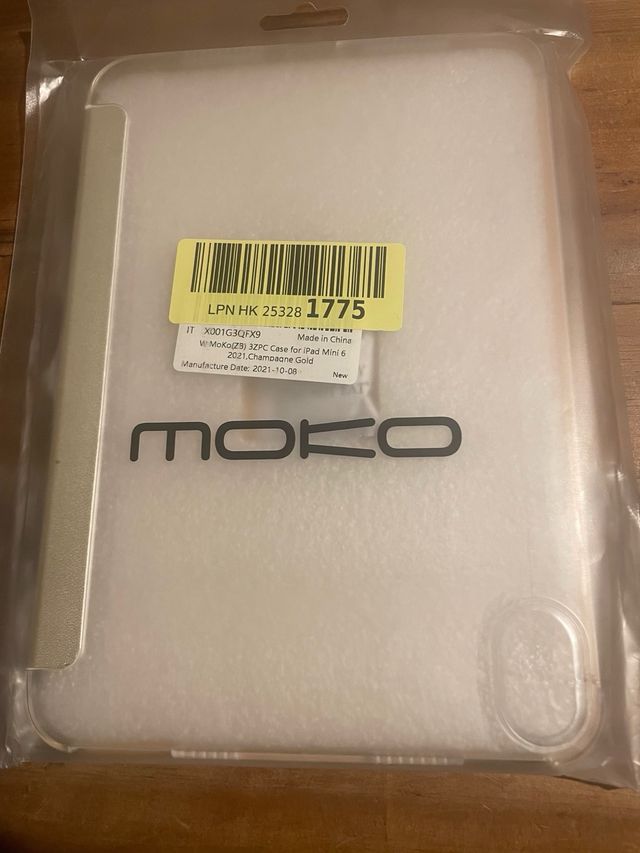 LPN HK 25328 1775
IT X001G3QFX9
Made in China
MoKo(ZB) 3ZPC Case for iPad Mini 6
2021,Champagne Gold
Manufacture Date: 2021-10-08
New
moko